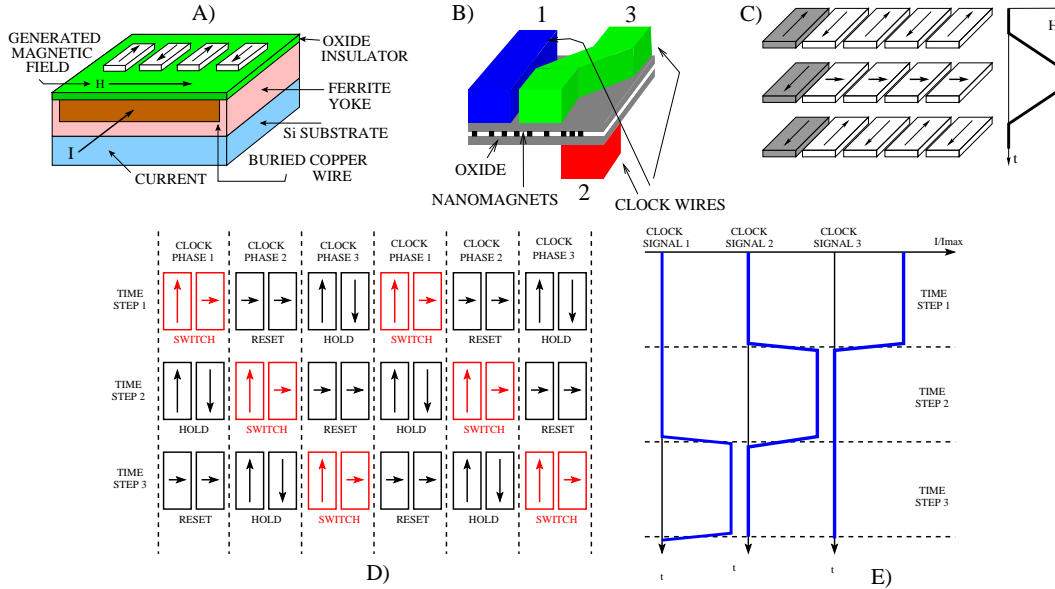 A)
GENERATED
MAGNETIC
FIELD
H
I
CURRENT
OXIDE
INSULATOR
FERRITE
YOKE
Si SUBSTRATE
BURIED COPPER
WIRE
B)
1
3
2
OXIDE
NANOMAGNETS
CLOCK WIRES
C)
H
t
CLOCK
PHASE 1
CLOCK
PHASE 2
CLOCK
PHASE 3
CLOCK
PHASE 1
CLOCK
PHASE 2
CLOCK
PHASE 3
TIME
STEP 1
SWITCH
RESET
HOLD
SWITCH
RESET
HOLD
TIME
STEP 2
HOLD
SWITCH
RESET
HOLD
SWITCH
RESET
TIME
STEP 3
RESET
HOLD
SWITCH
RESET
HOLD
SWITCH
D)
CLOCK
SIGNAL 1
CLOCK
SIGNAL 2
CLOCK
SIGNAL 3
I/Imax
TIME
STEP 1
TIME
STEP 2
TIME
STEP 3
t
t
t
E)